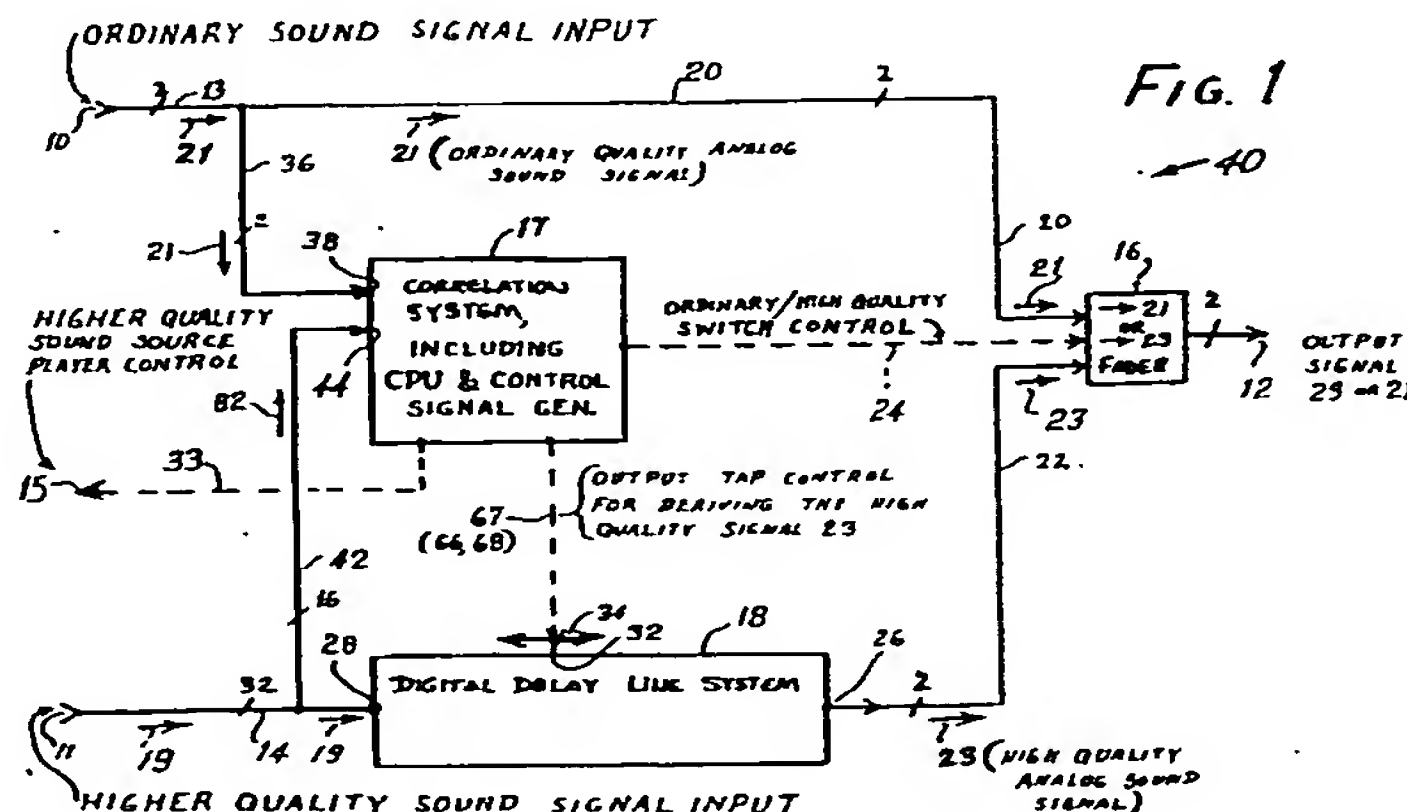 ORDINARY SOUND SIGNAL INPUT
FIG. 1
40
10
2
13
21
20
2
21 (ORDINARY QUALITY ANALOG
SOUND SIGNAL)
36
21
38
17
20
21
16
HIGHER QUALITY
SOUND SOURCE
PLAYER CONTROL
CORRELATION
SYSTEM,
INCLUDING
CPU & CONTROL
SIGNAL GEN.
ORDINARY/HIGH QUALITY
SWITCH CONTROL
24
21
OR
23
FADER
2
12
OUTPUT
SIGNAL
23 OR 21
44
82
23
22
15
33
67
(66, 68)
OUTPUT TAP CONTROL
FOR DERIVING THE HIGH
QUALITY SIGNAL 23
42
16
34
32
18
28
26
DIGITAL DELAY LINE SYSTEM
11
19
32
14
19
2
23 (HIGH QUALITY
ANALOG SOUND
SIGNAL)
HIGHER QUALITY SOUND SIGNAL INPUT